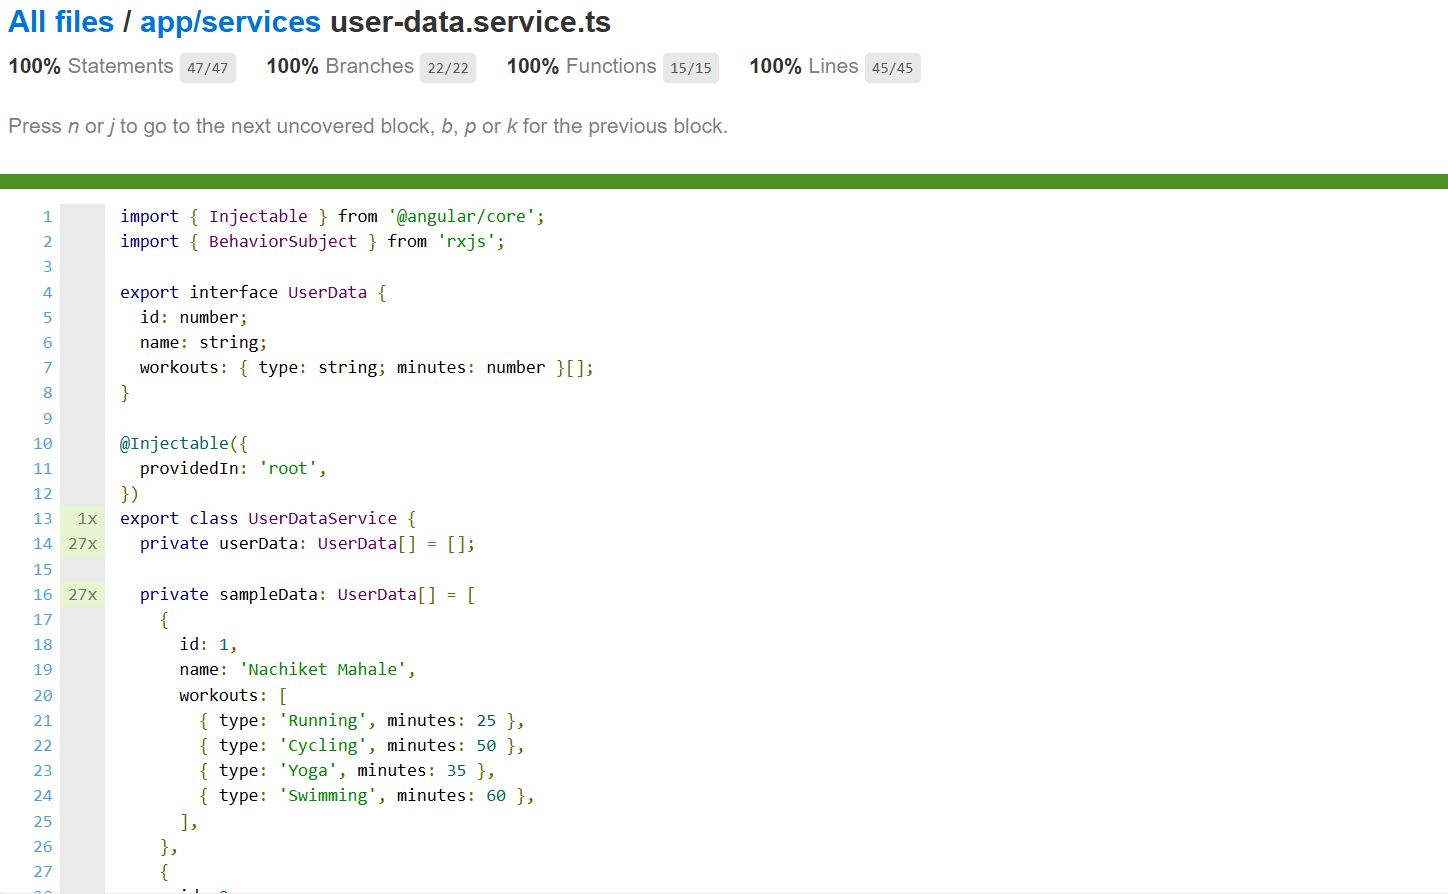 All files / app/services user-data.service.ts
100% Statements 47/47 100% Branches 22/22 100% Functions 15/15 100% Lines 45/45
Press n or j to go to the next uncovered block, b, p or k for the previous block.
1 import { Injectable } from '@angular/core';
2 import { BehaviorSubject } from 'rxjs';
3
4 export interface UserData {
5 id: number;
6 name: string;
7 workouts: { type: string; minutes: number }[];
8 }
9
10 @Injectable({
11 providedIn: 'root',
12 })
13 1x export class UserDataService {
14 27x private userData: UserData[] = [];
15
16 27x private sampleData: UserData[] = [
17 {
18 id: 1,
19 name: 'Nachiket Mahale',
20 workouts: [
21 { type: 'Running', minutes: 25 },
22 { type: 'Cycling', minutes: 50 },
23 { type: 'Yoga', minutes: 35 },
24 { type: 'Swimming', minutes: 60 },
25 ],
26 },
27 {